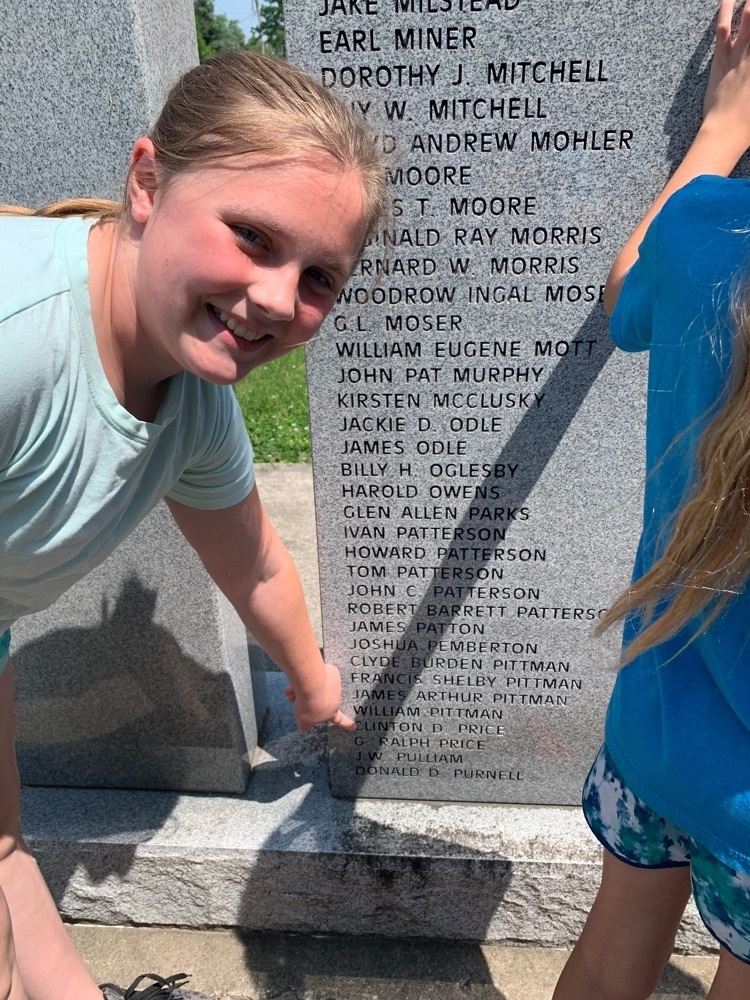 JAKE MILSTEAD
EARL MINER
DOROTHY J. MITCHELL
W. MITCHELL
ANDREW MOHLER
MOORE
T. MOORE
RAY MORRIS
W. MORRIS
WOODROW INGAL
G.L. MOSER
WILLIAM EUGENE MOTT
JOHN PAT MURPHY
KIRSTEN MCCLUSKY
JACKIE D. ODLE
JAMES ODLE
BILLY H. OGLESBY
HAROLD OWENS
GLEN ALLEN PARKS
IVAN PATTERSON
HOWARD PATTERSON
TOM PATTERSON
JOHN C. PATTERSON
ROBERT BARRETT PATTERSO
JAMES PATTON
JOSHUA PEMBERTON
CLYDE BURDEN PITTMAN
FRANCIS SHELBY PITTMAN
JAMES ARTHUR PITTMAN
WILLIAM PITTMAN
CLINTON D. PRICE
G. RALPH PRICE
J.W. PULLIAM
DONALD D. PURNELL